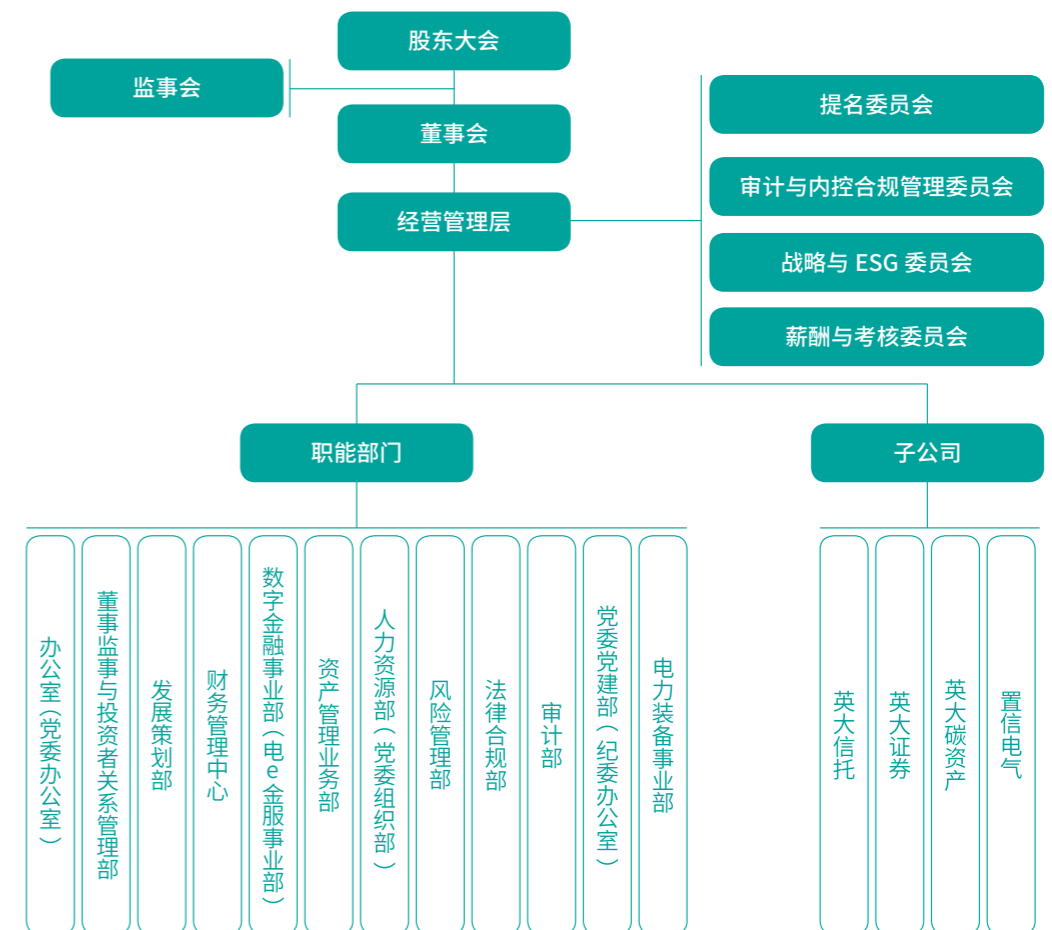 股东大会
监事会
董事会
经营管理层
提名委员会
审计与内控合规管理委员会
战略与 ESG 委员会
薪酬与考核委员会
职能部门
子公司
办公室（党委办公室）
董事监事与投资者关系管理部
发展策划部
财务管理中心
数字金融事业部（电e金服事业部）
资产管理业务部
人力资源部（党委组织部）
风险管理部
法律合规部
审计部
党委党建部（纪委办公室）
电力装备事业部
英大信托
英大证券
英大碳资产
置信电气